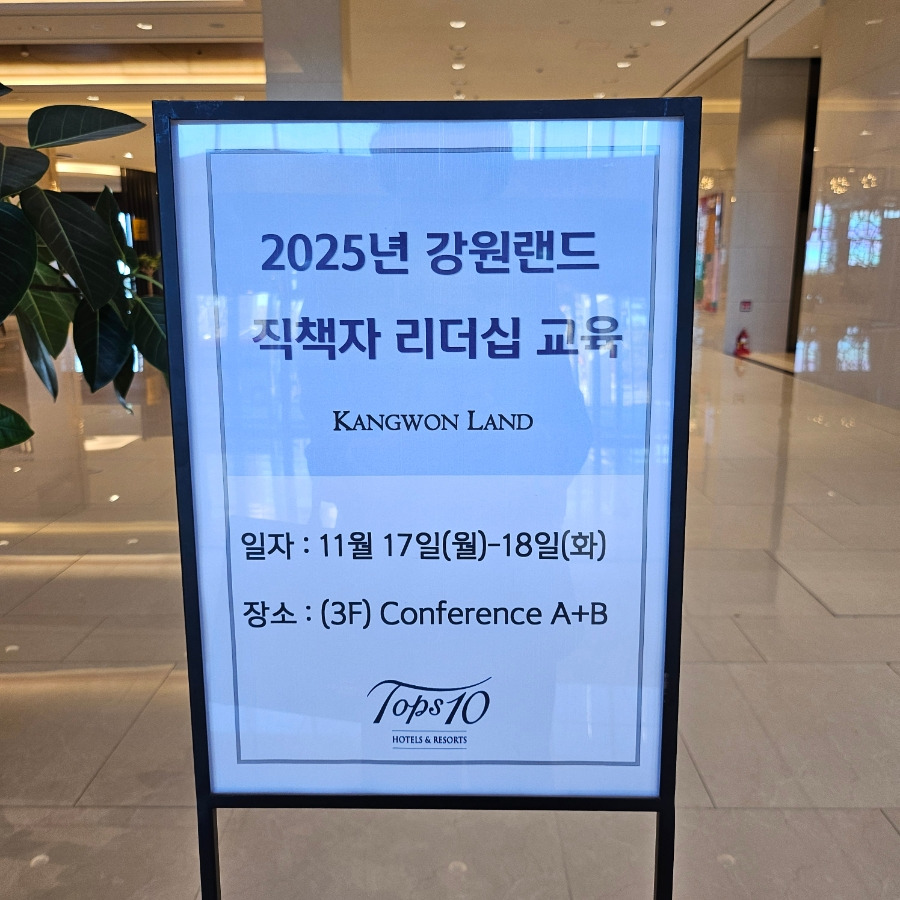 2025년 강원랜드
직책자 리더십 교육
KANGWON LAND
일자 : 11월 17일(월)-18일(화)
장소 : (3F) Conference A+B
Tops10
HOTELS & RESORTS